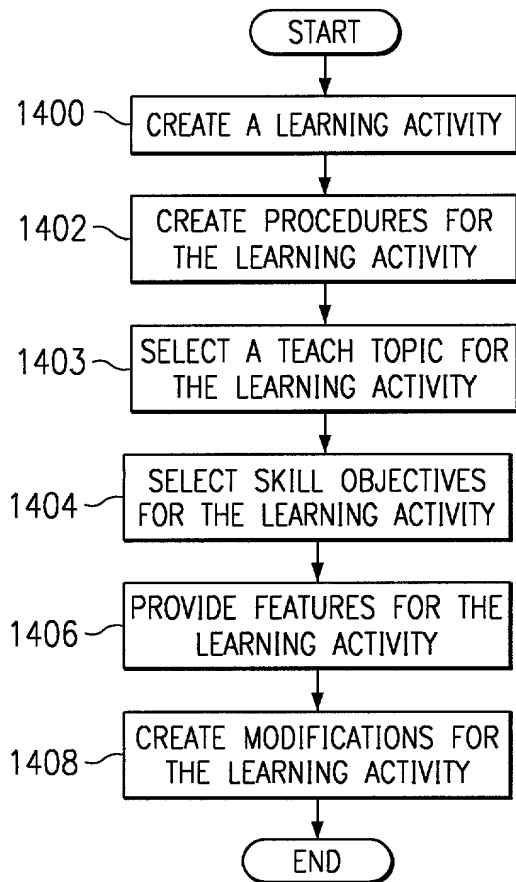 START
1400
CREATE A LEARNING ACTIVITY
1402
CREATE PROCEDURES FOR
THE LEARNING ACTIVITY
1403
SELECT A TEACH TOPIC FOR
THE LEARNING ACTIVITY
1404
SELECT SKILL OBJECTIVES
FOR THE LEARNING ACTIVITY
1406
PROVIDE FEATURES FOR THE
LEARNING ACTIVITY
1408
CREATE MODIFICATIONS FOR
THE LEARNING ACTIVITY
END